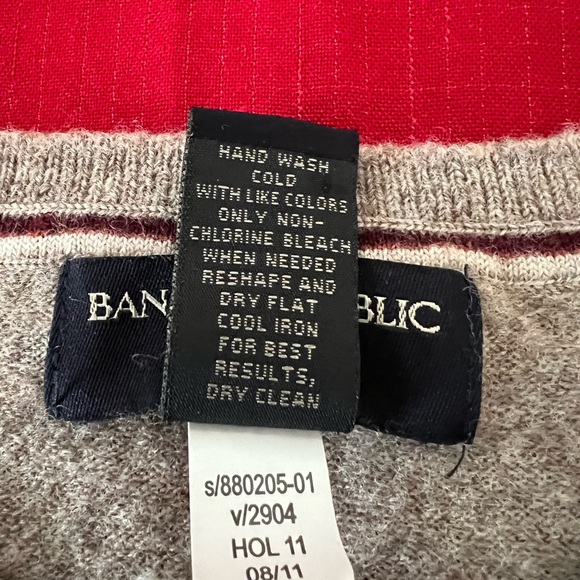 HAND WASH
COLD
WITH LIKE COLORS
ONLY NON-
CHLORINE BLEACH
WHEN NEEDED
RESHAPE AND
DRY FLAT
COOL IRON
FOR BEST
RESULTS,
DRY CLEAN
BAN BLIC
s/880205-01
v/2904
HOL 11
08/11